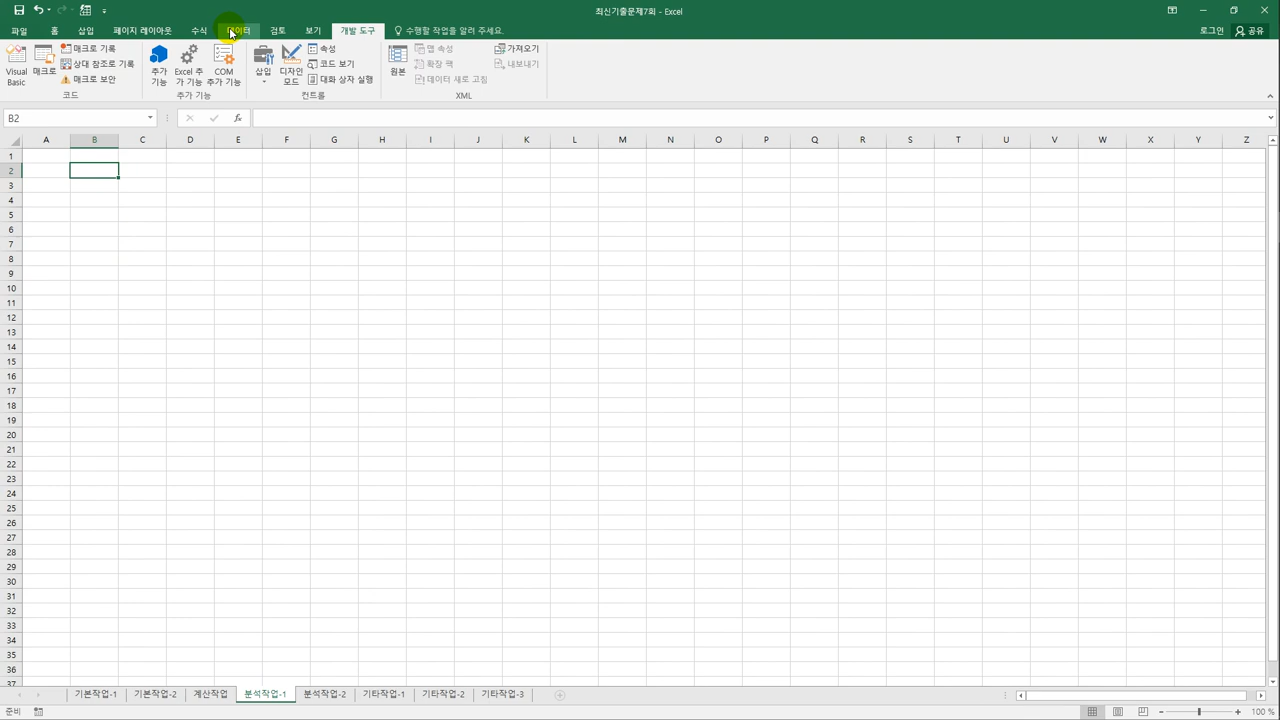 최신기출문제7회 - Excel
파일 홈 삽입 페이지 레이아웃 수식 데이터 검토 보기 개발 도구 수행할 작업을 알려 주세요. 로그인 공유
Visual Basic
매크로
매크로 기록
상대 참조로 기록
매크로 보안
코드
추가 기능
Excel 추가 기능
COM 추가 기능
추가 기능
삽입
디자인 모드
속성
코드 보기
대화 상자 실행
컨트롤
원본
맵 속성
확장 팩
데이터 새로 고침
가져오기
내보내기
XML
B2
A B C D E F G H I J K L M N O P Q R S T U V W X Y Z
1
2
3
4
5
6
7
8
9
10
11
12
13
14
15
16
17
18
19
20
21
22
23
24
25
26
27
28
29
30
31
32
33
34
35
36
37
기본작업-1 기본작업-2 계산작업 분석작업-1 분석작업-2 기타작업-1 기타작업-2 기타작업-3
준비 100 %